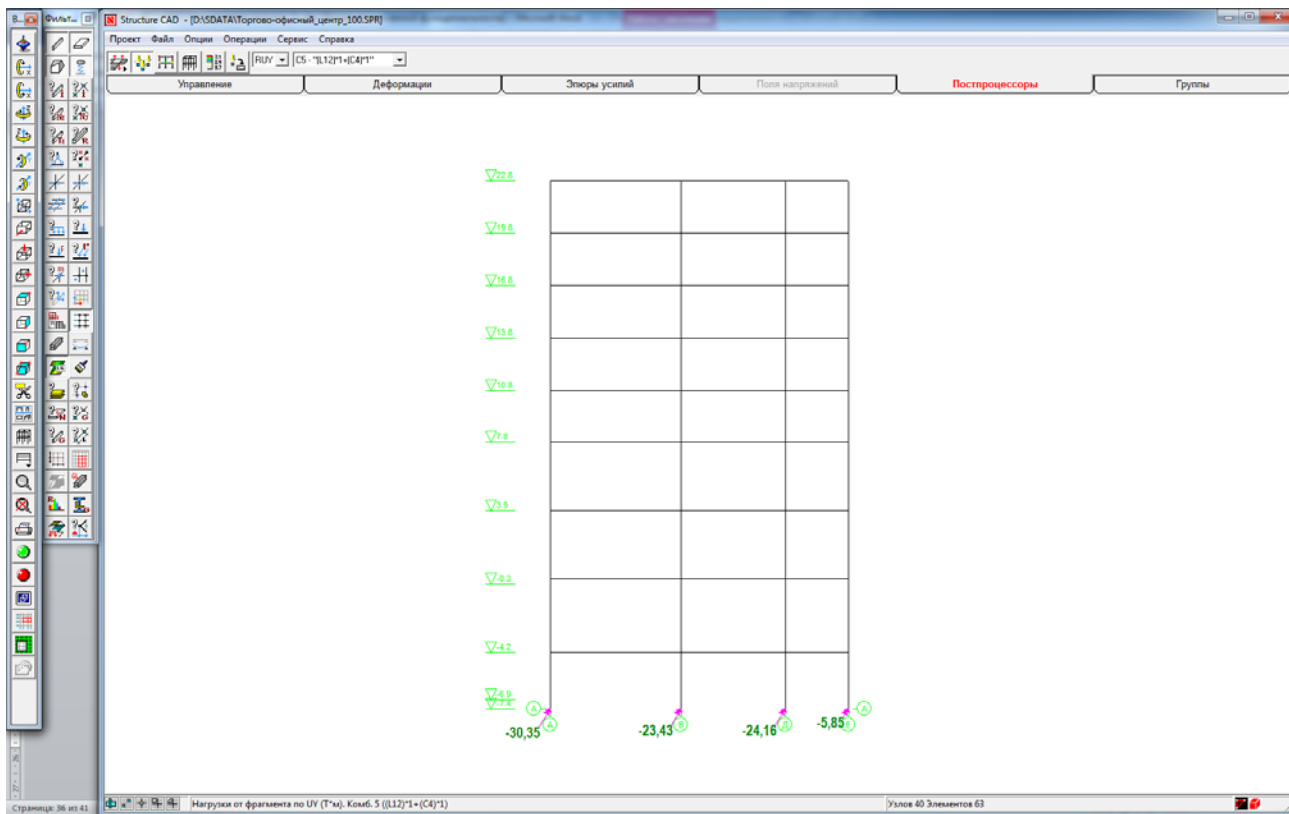 В...
Фильт...
Structure CAD - [D:\SDATA\Торгово-офисный_центр_100.SPR]
Проект Файл Опции Операции Сервис Справка
RUY C5 - "(L12)*1+(C4)*1"
Управление Деформации Эпюры усилий Поля напряжений Постпроцессоры Группы
22.8
19.8
16.8
13.8
10.8
7.8
3.9
-0.3
-4.2
-6.9
А А
А В Д
-30,35 -23,43 -24,16 -5,85
Страница: 36 из 41
Нагрузки от фрагмента по UY (Т*м). Комб. 5 ((L12)*1+(C4)*1)
Узлов 40 Элементов 63